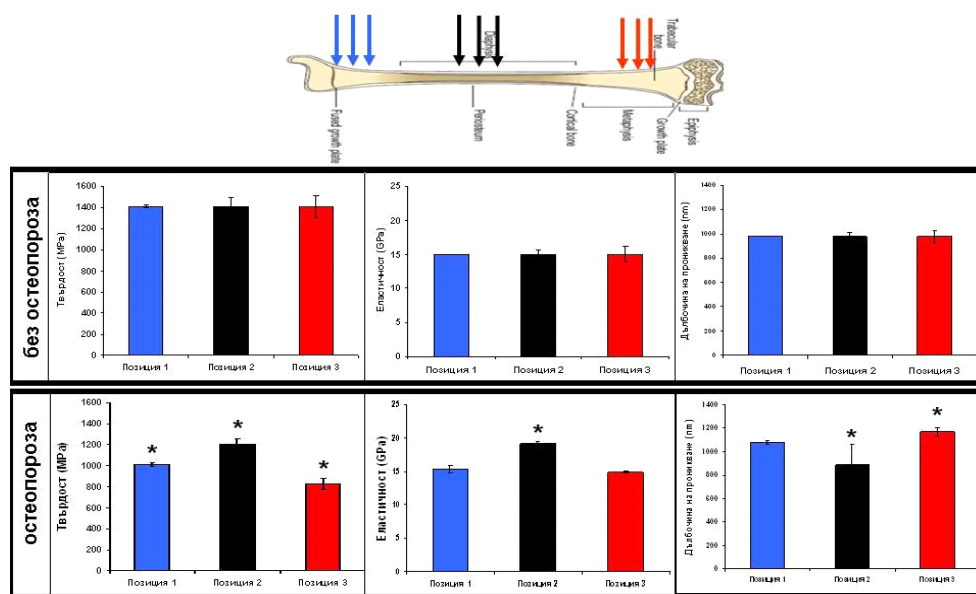 Diaphysis
Trabecular
bone
Fused growth plate
Periosteum
Cortical bone
Metaphysis
Growth plate
Epiphysis
без остеопороза
Твърдост (MPa)
1600
1400
1200
1000
800
600
400
200
0
Позиция 1
Позиция 2
Позиция 3
Еластичност (GPa)
25
20
15
10
5
0
Позиция 1
Позиция 2
Позиция 3
Дълбочина на проникване (nm)
1400
1200
1000
800
600
400
200
0
Позиция 1
Позиция 2
Позиция 3
остеопороза
Твърдост (MPa)
1600
1400
1200
1000
800
600
400
200
0
*
*
*
Позиция 1
Позиция 2
Позиция 3
Еластичност (GPa)
25
20
15
10
5
0
*
Позиция 1
Позиция 2
Позиция 3
Дълбочина на проникване (nm)
1400
1200
1000
800
600
400
200
0
*
*
Позиция 1
Позиция 2
Позиция 3